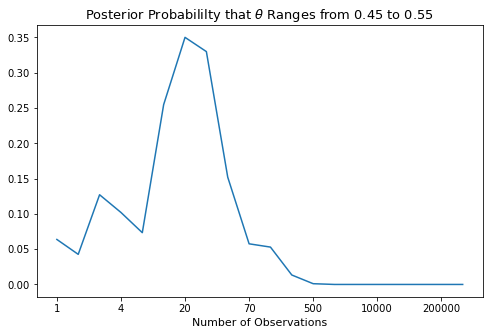 Posterior Probabililty that θ Ranges from 0.45 to 0.55
0.35
0.30
0.25
0.20
0.15
0.10
0.05
0.00
1 4 20 70 500 10000 200000
Number of Observations